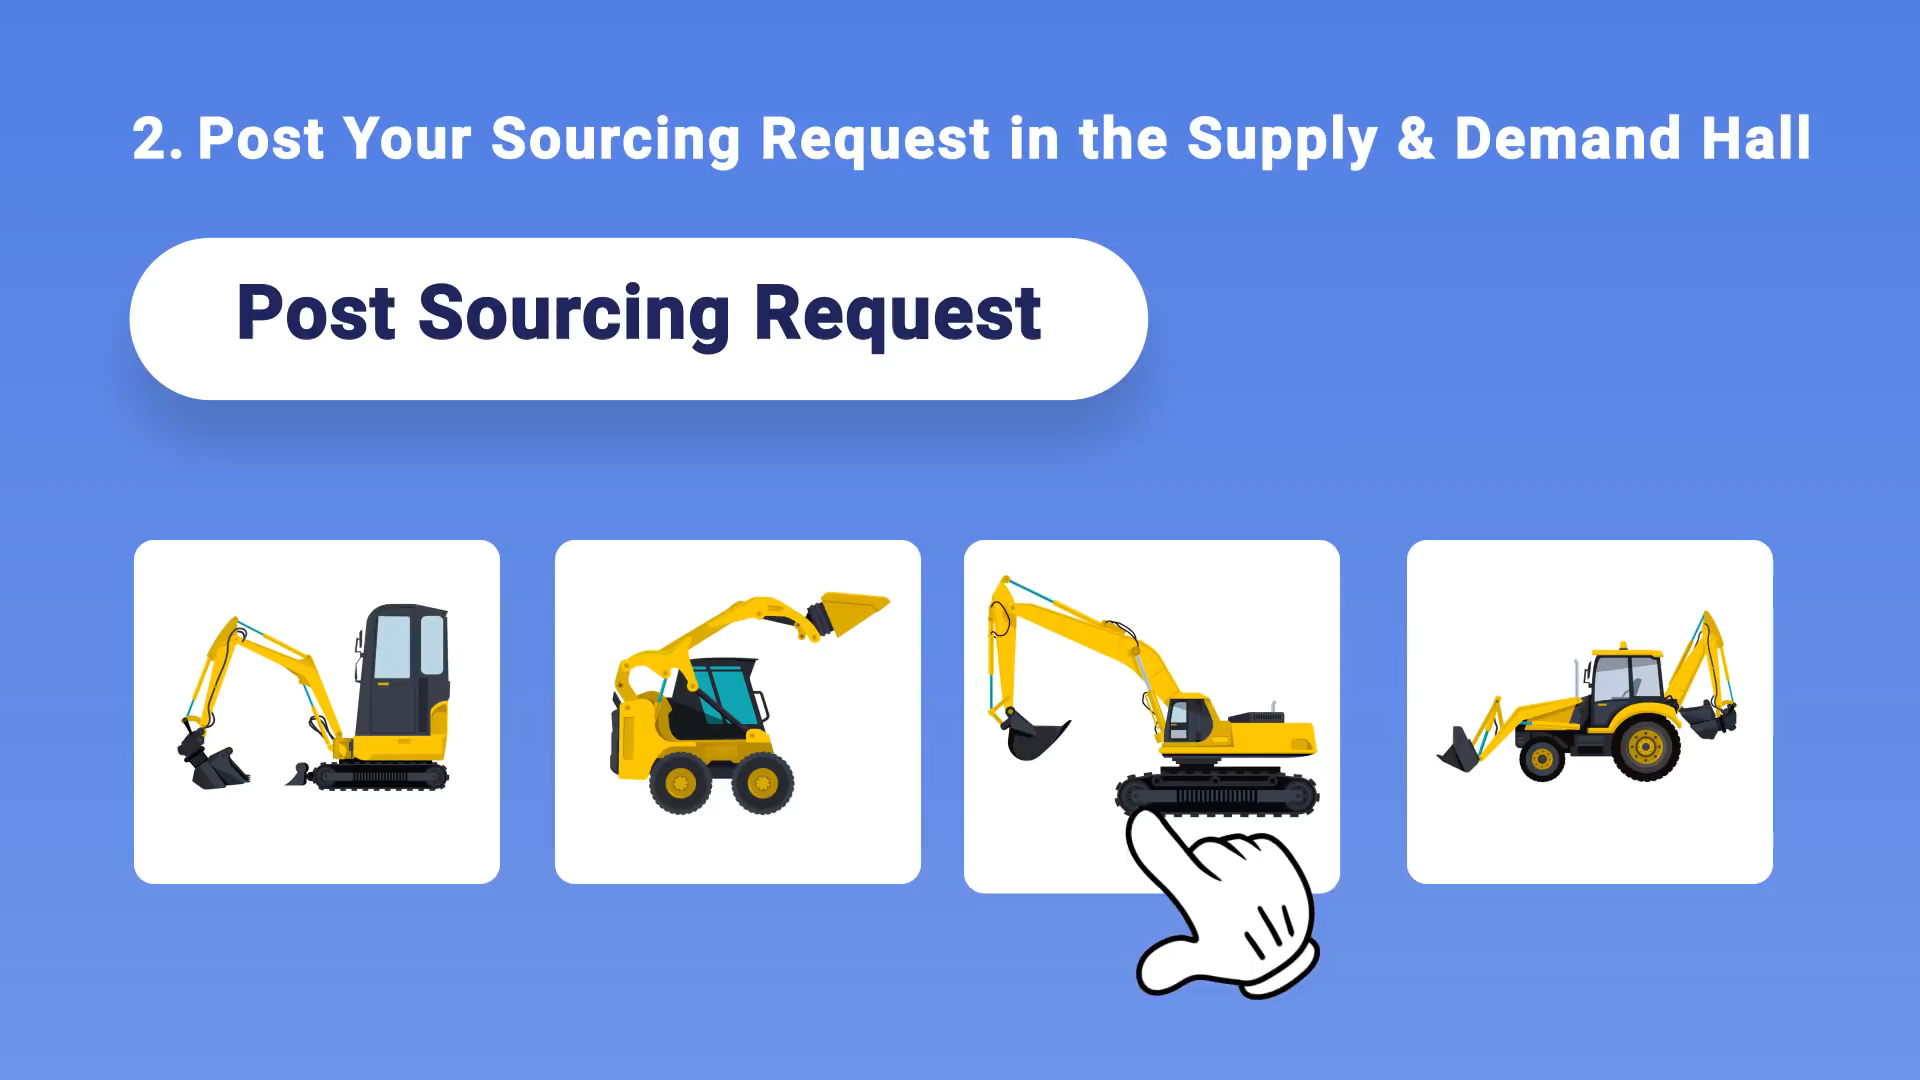 2. Post Your Sourcing Request in the Supply & Demand Hall
Post Sourcing Request